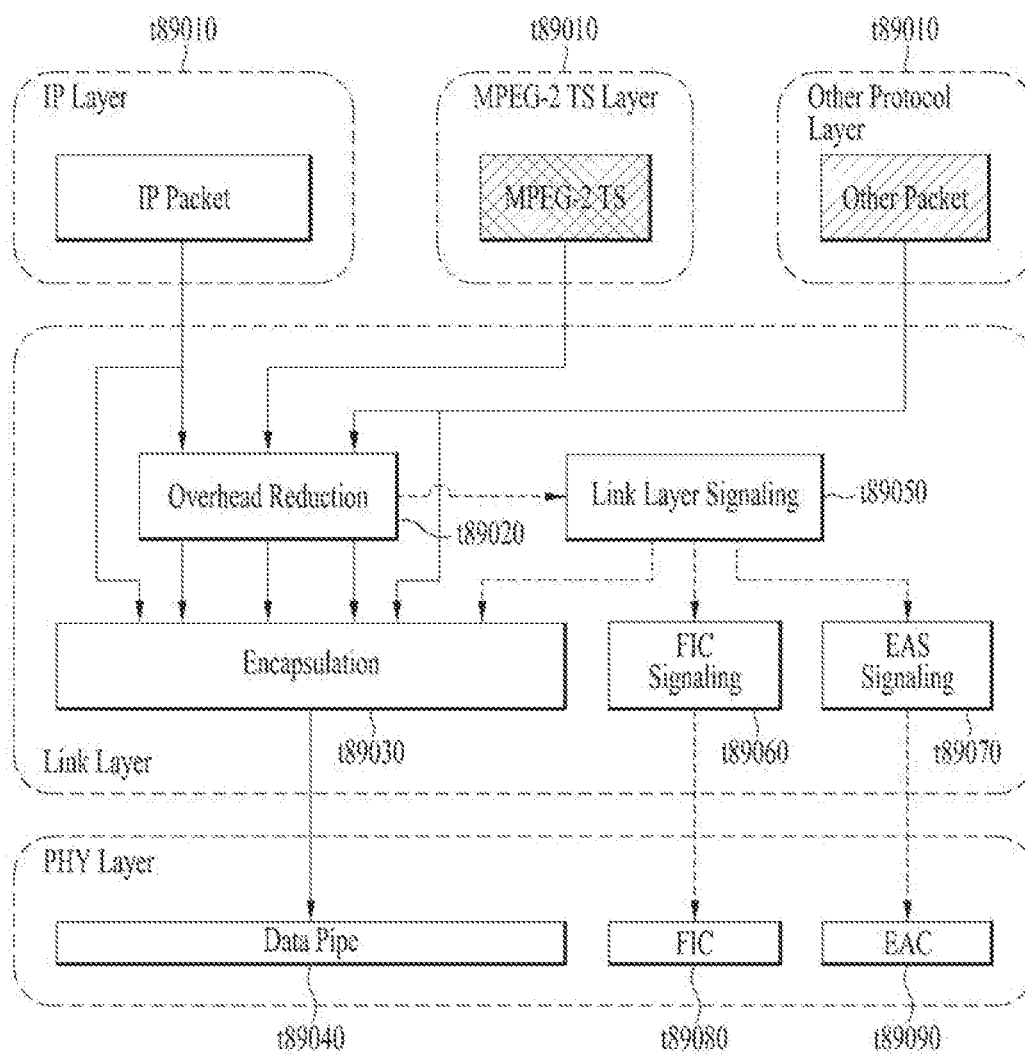 t89010
t89010
t89010
IP Layer
MPEG-2 TS Layer
Other Protocol
Layer
IP Packet
MPEG-2 TS
Other Packet
Overhead Reduction
t89020
Link Layer Signaling
t89050
Encapsulation
t89030
FIC
Signaling
t89060
EAS
Signaling
t89070
Link Layer
PHY Layer
Data Pipe
FIC
EAC
t89040
t89080
t89090